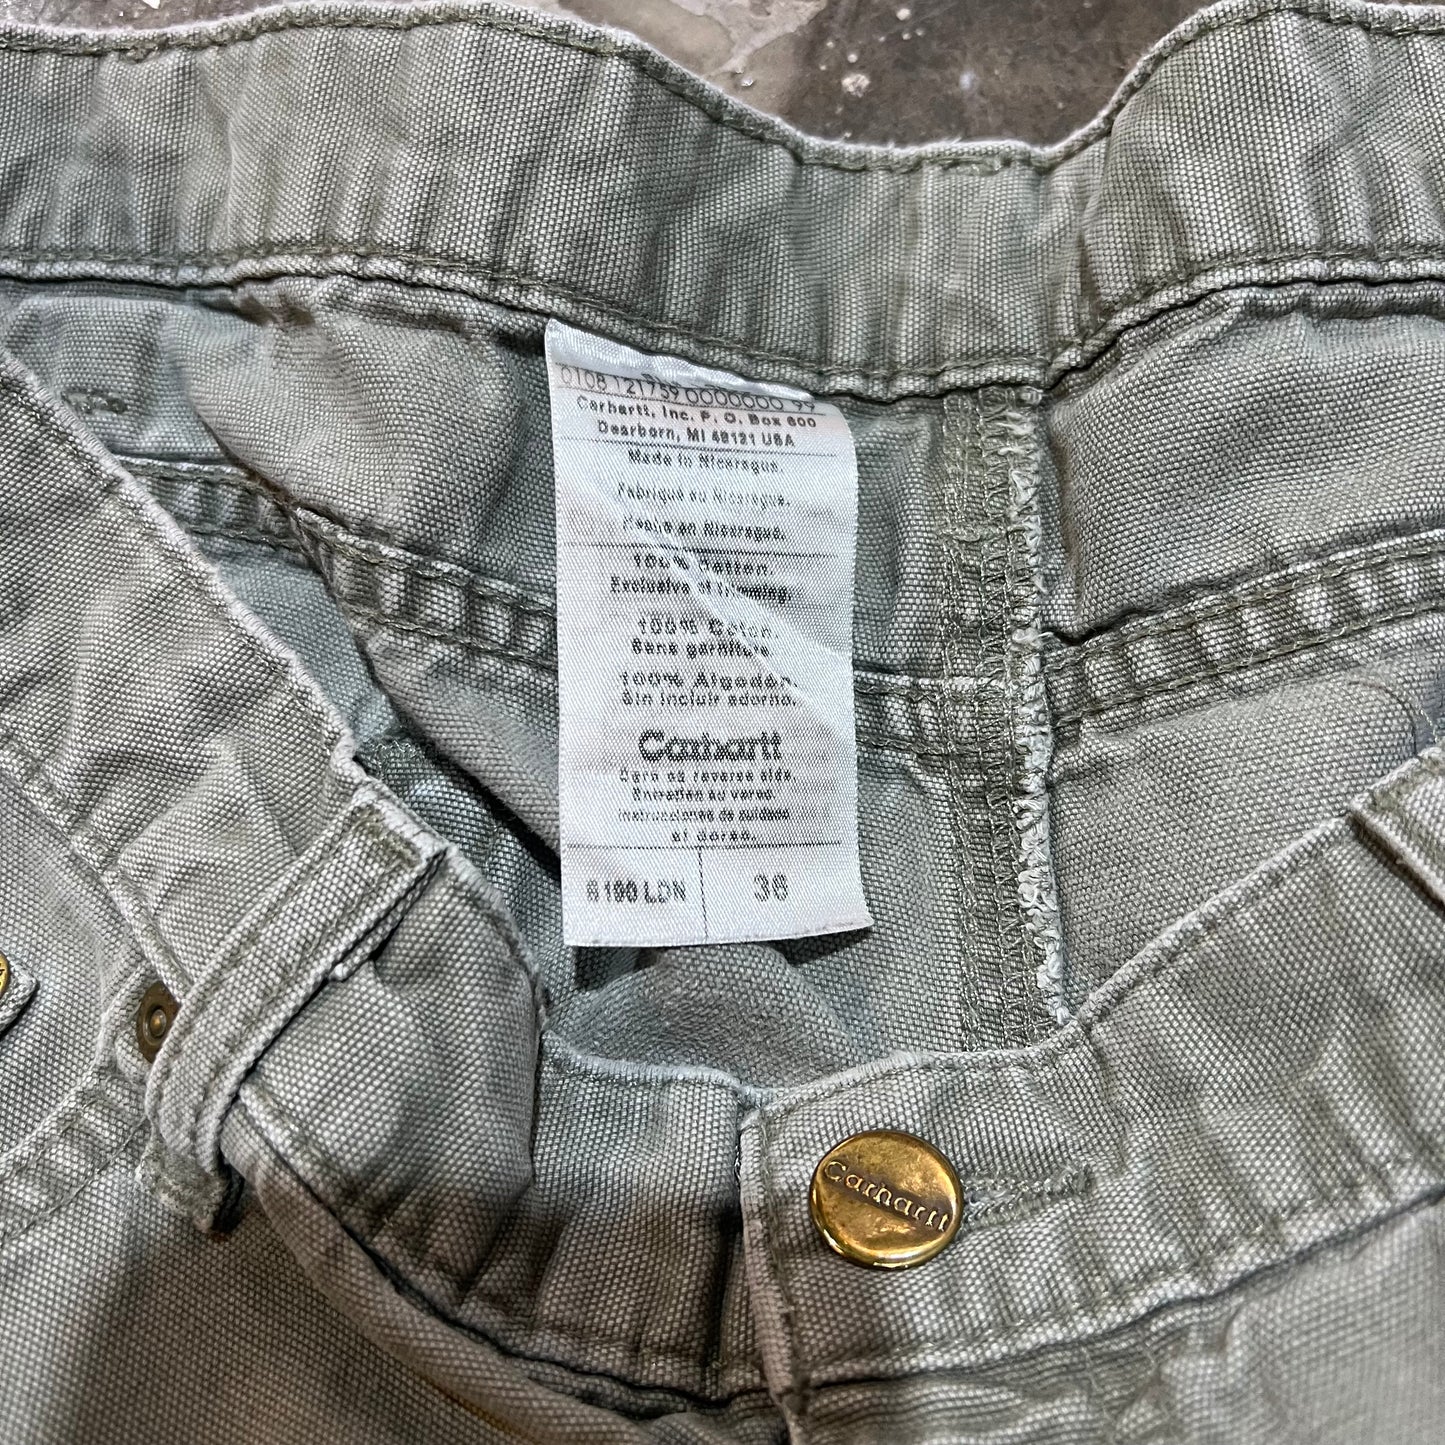 0108 121759 0000000 99
Carhartt, Inc. P. O. Box 600
Dearborn, MI 48121 USA
Made in Nicaragua.
Fabriqué au Nicaragua.
Hecho en Nicaragua.
100% Cotton.
Exclusive of trimming.
100% Coton.
Sans garniture.
100% Algodon.
Sin incluir adorno.
Carhartt
Care on reverse side.
Entretien au verso
instrucciones de cuidado
al dorso.
LDN 36
Carhartt